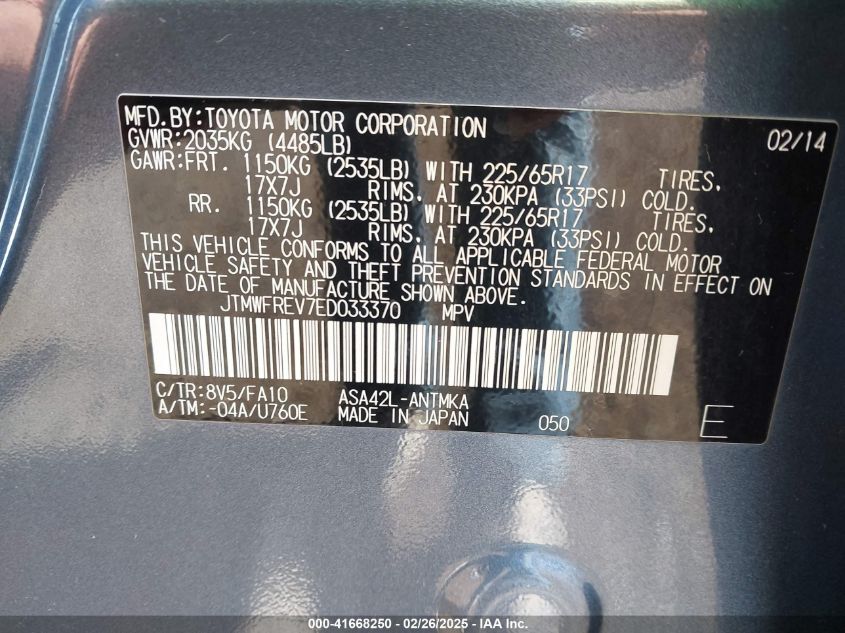 MFD.BY:TOYOTA MOTOR CORPORATION 02/14
GVWR:2035KG (4485LB)
GAWR:FRT. 1150KG (2535LB) WITH 225/65R17 TIRES,
17X7J RIMS, AT 230KPA (33PSI) COLD.
RR. 1150KG (2535LB) WITH 225/65R17 TIRES,
17X7J RIMS, AT 230KPA (33PSI) COLD.
THIS VEHICLE CONFORMS TO ALL APPLICABLE FEDERAL MOTOR
VEHICLE SAFETY AND THEFT PREVENTION STANDARDS IN EFFECT ON
THE DATE OF MANUFACTURE SHOWN ABOVE.
JTMWFREV7ED033370 MPV
C/TR:8V5/FA10 ASA42L-ANTMKA
A/TM:-04A/U760E MADE IN JAPAN 050 E
000-41668250 - 02/26/2025 - IAA Inc.